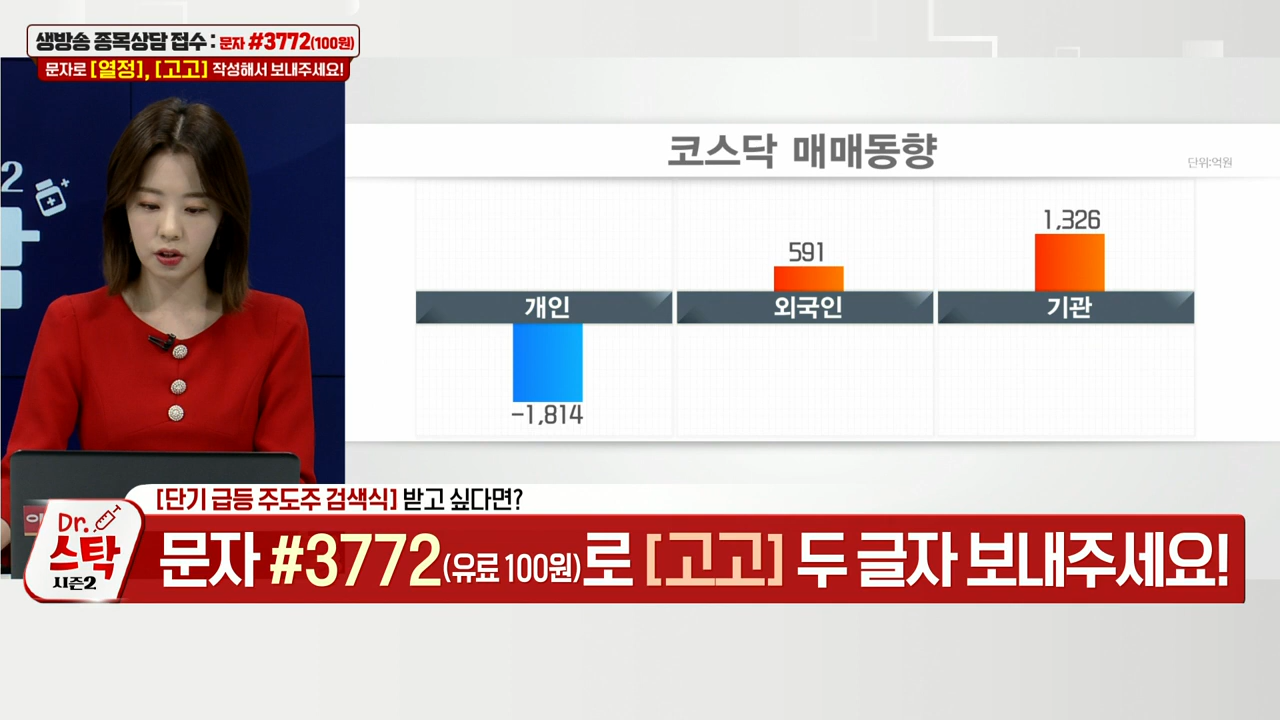 생방송 종목상담 접수 : 문자 #3772(100원)
문자로 [열정], [고고] 작성해서 보내주세요!
2
코스닥 매매동향
단위:억원
1,326
591
개인
외국인
기관
-1,814
[단기 급등 주도주 검색식] 받고 싶다면?
Dr.
스탁
시즌2
문자 #3772(유료 100원)로 [고고] 두 글자 보내주세요!